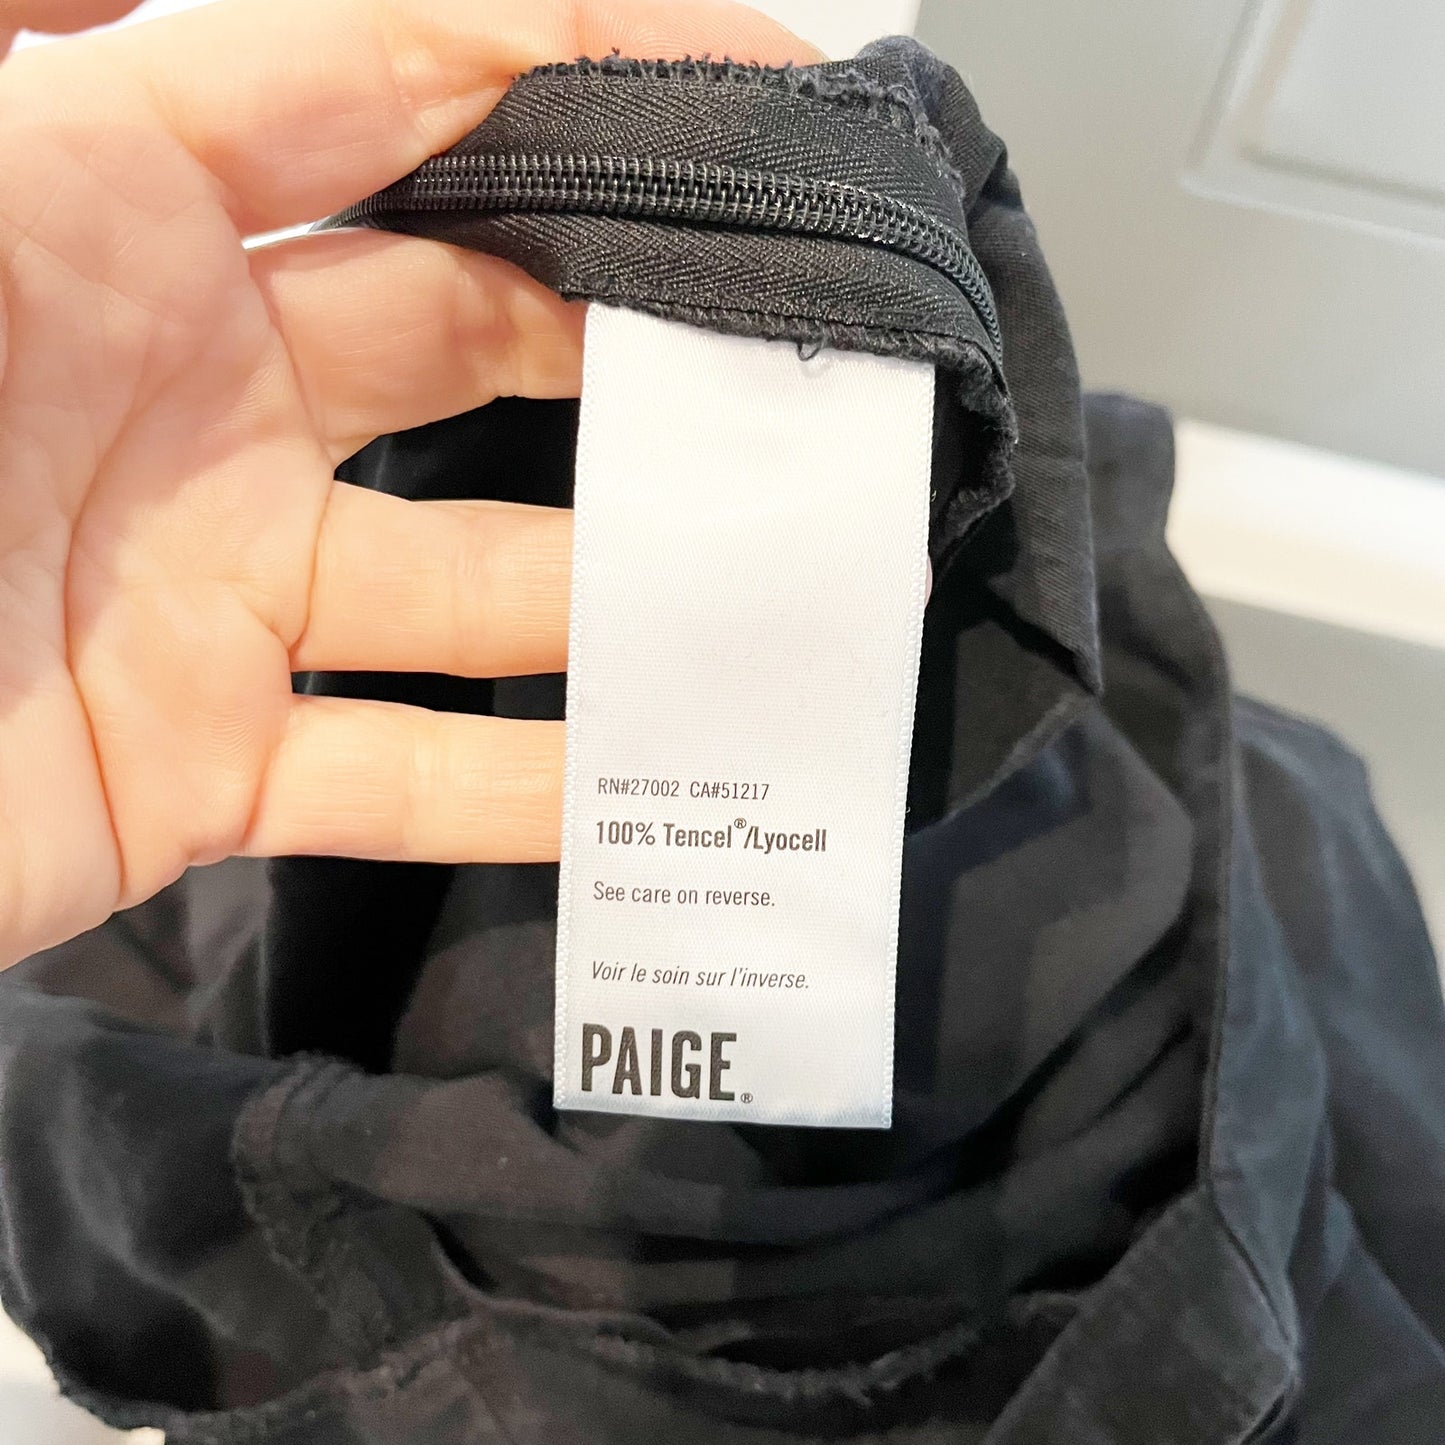 RN#27002 CA#51217
100% Tencel®/Lyocell
See care on reverse.
Voir le soin sur l'inverse.
PAIGE®